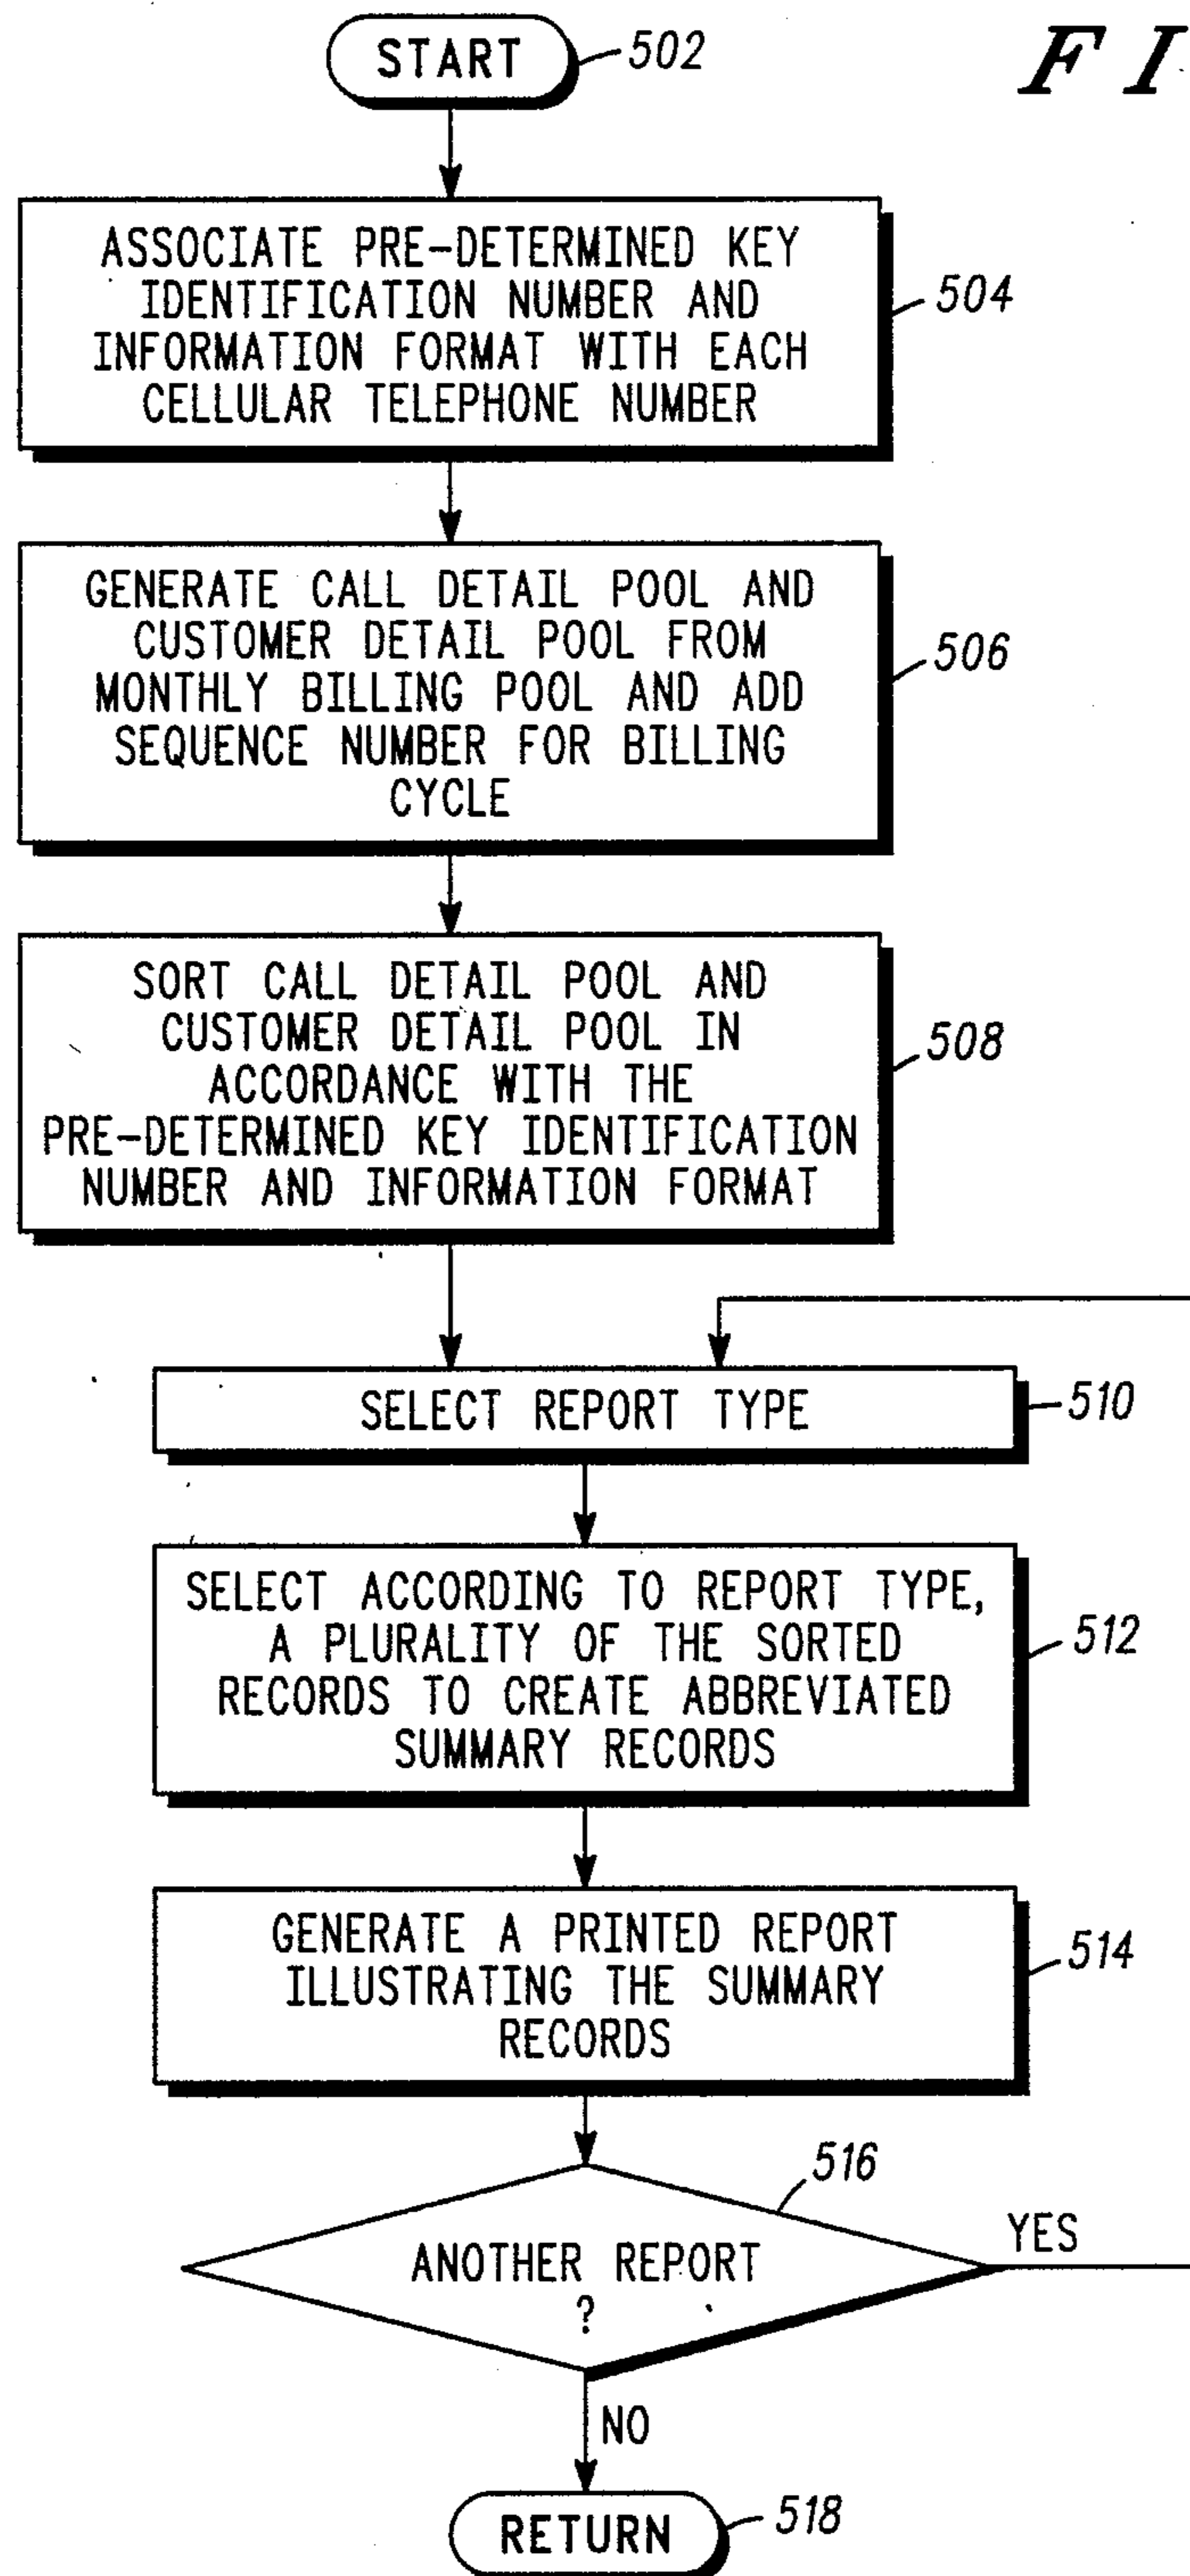 START
502
F I
ASSOCIATE PRE-DETERMINED KEY
IDENTIFICATION NUMBER AND
INFORMATION FORMAT WITH EACH
CELLULAR TELEPHONE NUMBER
504
GENERATE CALL DETAIL POOL AND
CUSTOMER DETAIL POOL FROM
MONTHLY BILLING POOL AND ADD
SEQUENCE NUMBER FOR BILLING
CYCLE
506
SORT CALL DETAIL POOL AND
CUSTOMER DETAIL POOL IN
ACCORDANCE WITH THE
PRE-DETERMINED KEY IDENTIFICATION
NUMBER AND INFORMATION FORMAT
508
SELECT REPORT TYPE
510
SELECT ACCORDING TO REPORT TYPE,
A PLURALITY OF THE SORTED
RECORDS TO CREATE ABBREVIATED
SUMMARY RECORDS
512
GENERATE A PRINTED REPORT
ILLUSTRATING THE SUMMARY
RECORDS
514
516
ANOTHER REPORT
?
YES
NO
RETURN
518